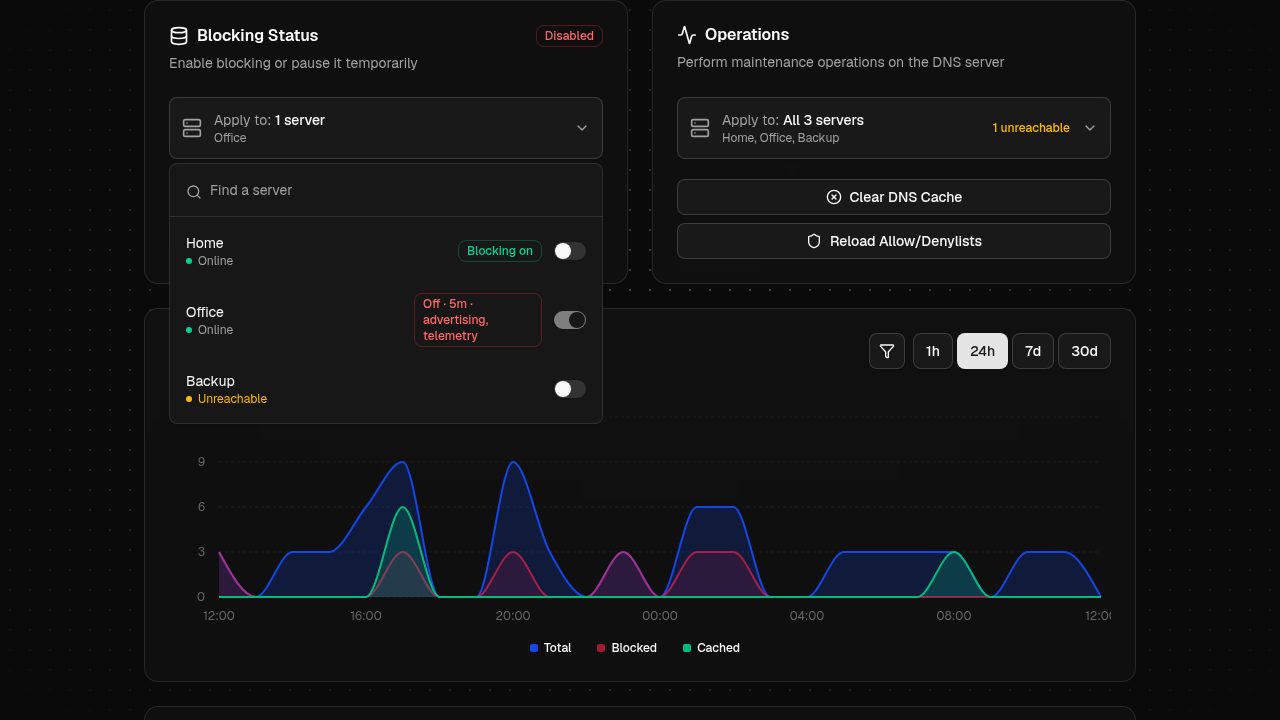 Blocking Status
Disabled
Enable blocking or pause it temporarily
Apply to: 1 server
Office
Find a server
Home
Online
Blocking on
Office
Online
Off · 5m ·
advertising,
telemetry
Backup
Unreachable
Operations
Perform maintenance operations on the DNS server
Apply to: All 3 servers
Home, Office, Backup
1 unreachable
Clear DNS Cache
Reload Allow/Denylists
1h
24h
7d
30d
9
6
3
0
12:00
16:00
20:00
00:00
04:00
08:00
12:0
Total
Blocked
Cached